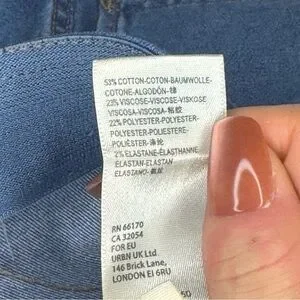 53% COTTON-COTON-BAUMWOLLE-
COTONE-ALGODÓN-棉
23% VISCOSE-VISCOSE-VISKOSE
VISCOSA-VISCOSA-粘胶
22% POLYESTER-POLYESTER-
POLYESTER-POLIESTERE-
POLIÉSTER-涤纶
2% ELASTANE-ÉLASTHANNE
ELASTAN-ELASTAN
ELASTANO-氨纶
RN 66170
CA 32054
FOR EU
URBN UK Ltd.
146 Brick Lane,
LONDON E1 6RU
50